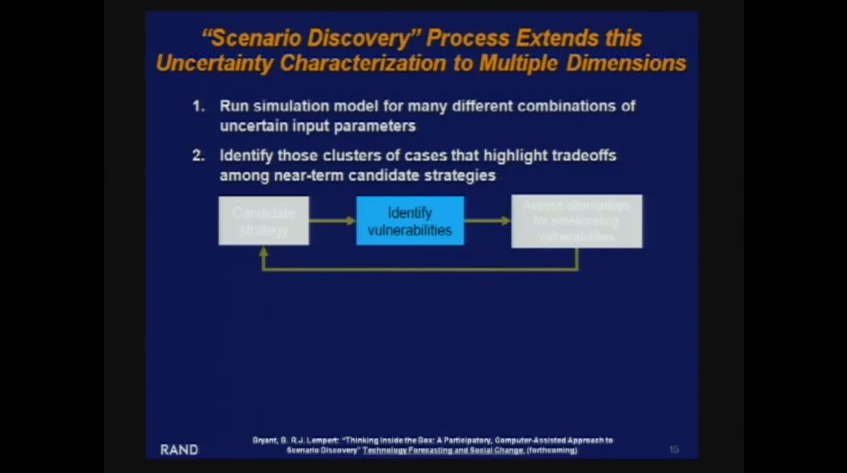 “Scenario Discovery” Process Extends this
Uncertainty Characterization to Multiple Dimensions
1. Run simulation model for many different combinations of
uncertain input parameters
2. Identify those clusters of cases that highlight tradeoffs
among near-term candidate strategies
Candidate
strategy
Identify
vulnerabilities
Assess alternatives
for ameliorating
vulnerabilities
Bryant, B. R.J. Lempert: “Thinking Inside the Box: A Participatory, Computer-Assisted Approach to
Scenario Discovery” Technology Forecasting and Social Change, (forthcoming)
RAND
15